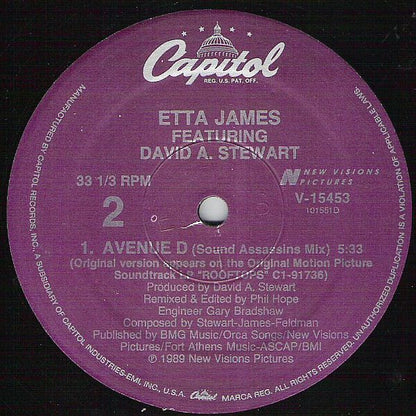 Capitol
REG. U.S. PAT. OFF.
ETTA JAMES
FEATURING
DAVID A. STEWART
33 1/3 RPM
N NEW VISIONS
PICTURES
2
V-15453
101551D
1. AVENUE D (Sound Assassins Mix) 5:33
(Original version appears on the Original Motion Picture
Soundtrack LP "ROOFTOPS" C1-91736)
Produced by David A. Stewart
Remixed & Edited by Phil Hope
Engineer Gary Bradshaw
Composed by Stewart-James-Feldman
Published by BMG Music/Orca Songs/New Visions
Pictures/Fort Athens Music-ASCAP/BMI
℗ 1989 New Visions Pictures
MANUFACTURED BY CAPITOL RECORDS, INC., A SUBSIDIARY OF CAPITOL INDUSTRIES-EMI, INC., U.S.A. Capitol MARCA REG. ALL RIGHTS RESERVED. UNAUTHORIZED DUPLICATION IS A VIOLATION OF APPLICABLE LAWS.